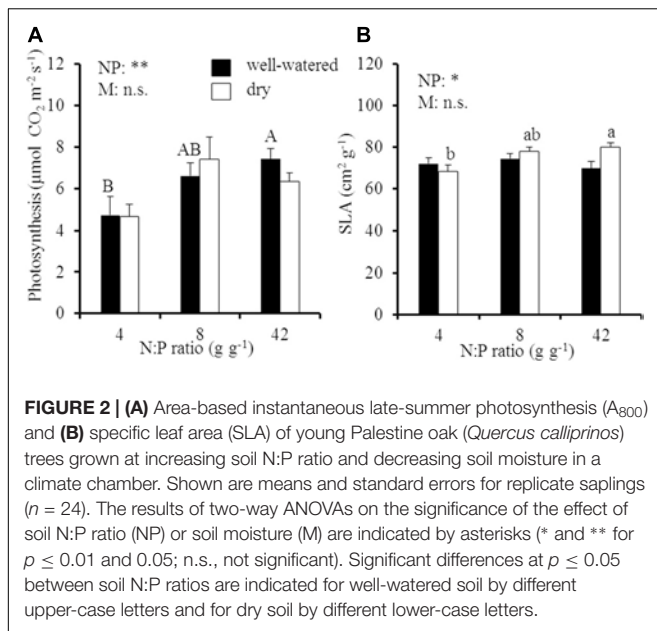 A
B
NP: **
M: n.s.
well-watered
dry
NP: *
M: n.s.
Photosynthesis (μmol CO₂ m⁻² s⁻¹)
12
10
8
6
4
2
0
B
AB
A
4 8 42
N:P ratio (g g⁻¹)
SLA (cm² g⁻¹)
120
100
80
60
40
20
0
b
ab
a
4 8 42
N:P ratio (g g⁻¹)
FIGURE 2 | (A) Area-based instantaneous late-summer photosynthesis (A₈₀₀)
and (B) specific leaf area (SLA) of young Palestine oak (Quercus calliprinos)
trees grown at increasing soil N:P ratio and decreasing soil moisture in a
climate chamber. Shown are means and standard errors for replicate saplings
(n = 24). The results of two-way ANOVAs on the significance of the effect of
soil N:P ratio (NP) or soil moisture (M) are indicated by asterisks (* and ** for
p ≤ 0.01 and 0.05; n.s., not significant). Significant differences at p ≤ 0.05
between soil N:P ratios are indicated for well-watered soil by different
upper-case letters and for dry soil by different lower-case letters.